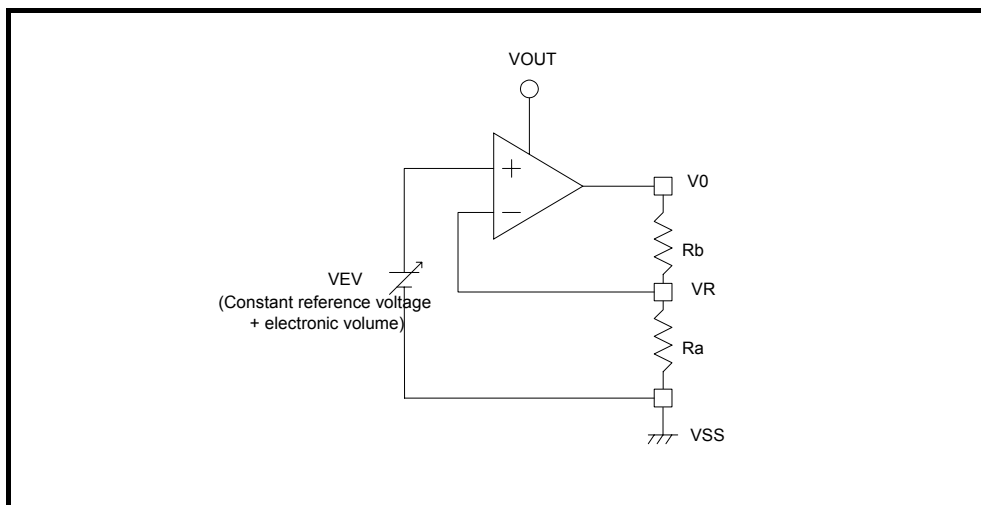 VOUT
V0
Rb
VEV
(Constant reference voltage
+ electronic volume)
VR
Ra
VSS